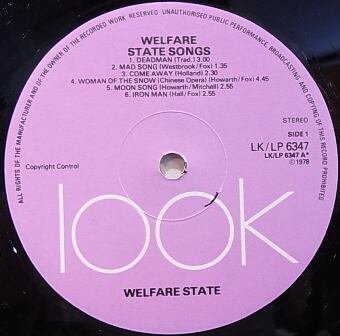 ALL RIGHTS OF THE MANUFACTURER AND OF THE OWNER OF THE RECORDED WORK RESERVED UNAUTHORISED PUBLIC PERFORMANCE, BROADCASTING AND COPYING OF THIS RECORD PROHIBITED
WELFARE
STATE SONGS
1. DEADMAN (Trad.) 3.00
2. MAD SONG (Westbrook/Fox) 1.35
3. COME AWAY (Holland) 2.30
4. WOMAN OF THE SNOW (Chinese Opera) (Howarth/Fox) 4.45
5. MOON SONG (Howarth/Mitchell) 2.55
6. IRON MAN (Hall/Fox) 2.55
STEREO
SIDE 1
LK/LP 6347
LK/LP 6347 A*
© 1978
Copyright Control
look
WELFARE STATE